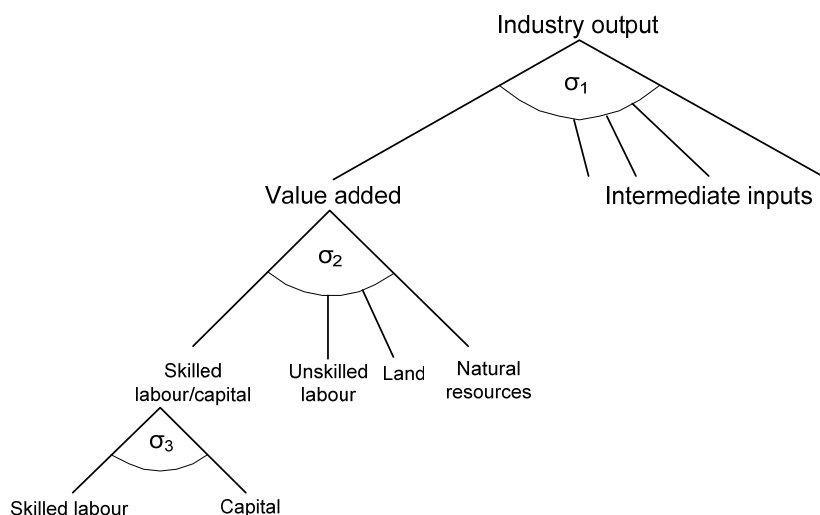 Industry output
σ1
Value added
Intermediate inputs
σ2
Skilled
labour/capital
Unskilled
labour
Land
Natural
resources
σ3
Skilled labour
Capital